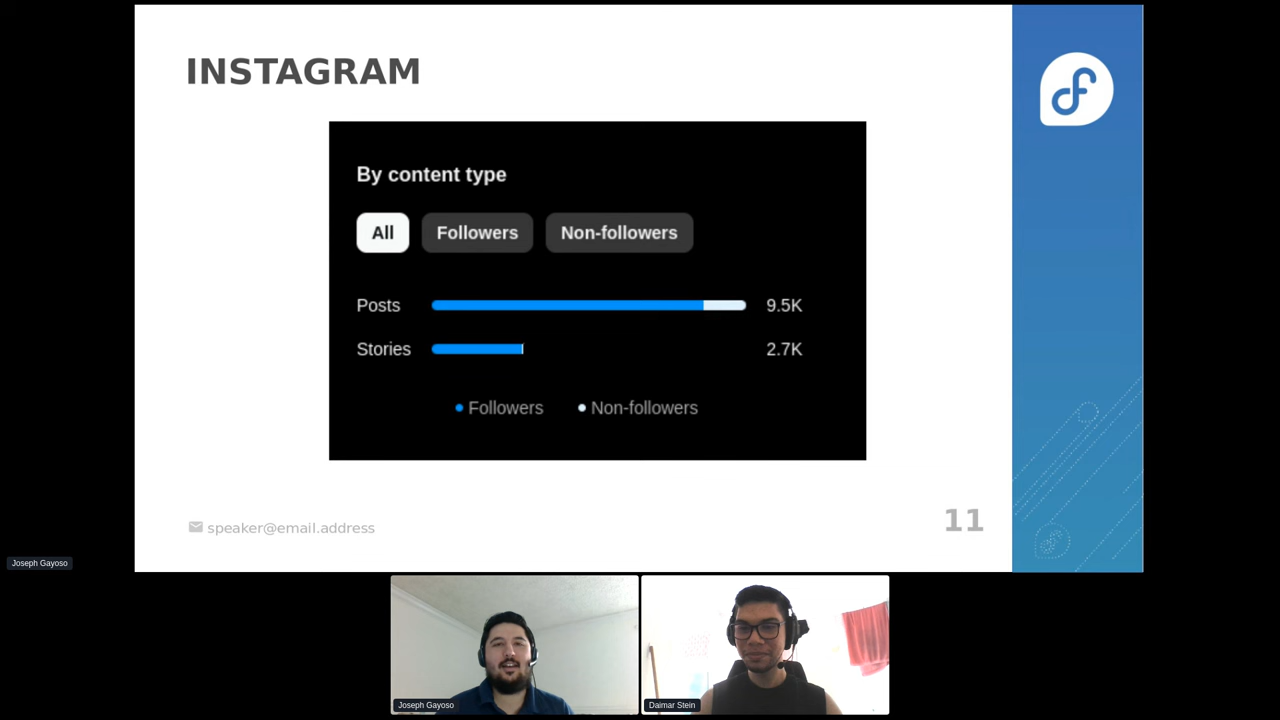 INSTAGRAM
By content type
All Followers Non-followers
Posts 9.5K
Stories 2.7K
Followers Non-followers
speaker@email.address
11
Joseph Gayoso
Joseph Gayoso
Daimar Stein